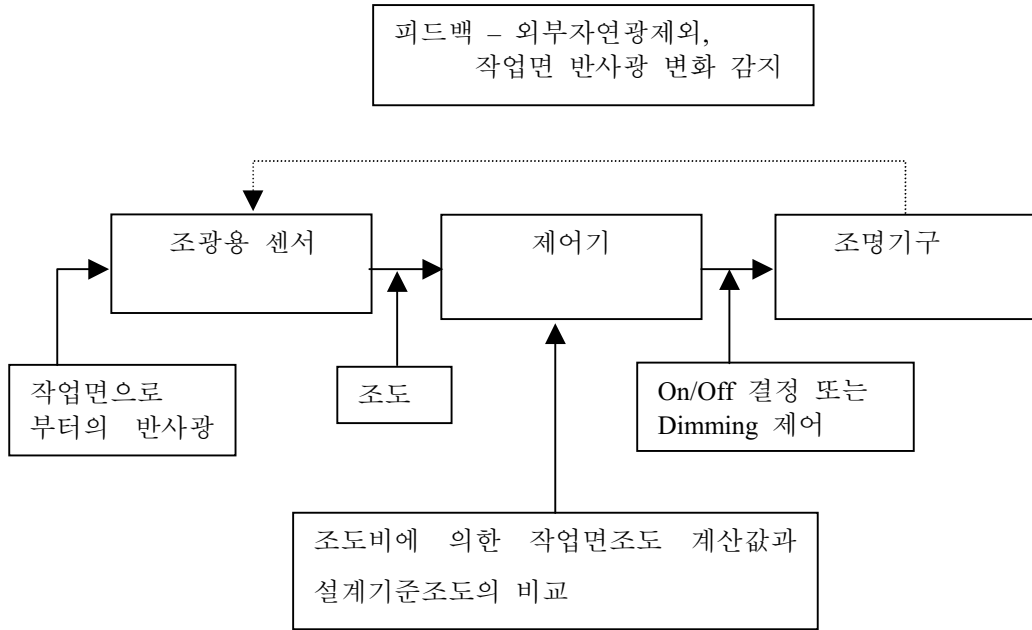 피드백 – 외부자연광제외,
작업면 반사광 변화 감지
조광용 센서
제어기
조명기구
작업면으로
부터의 반사광
조도
On/Off 결정 또는
Dimming 제어
조도비에 의한 작업면조도 계산값과
설계기준조도의 비교